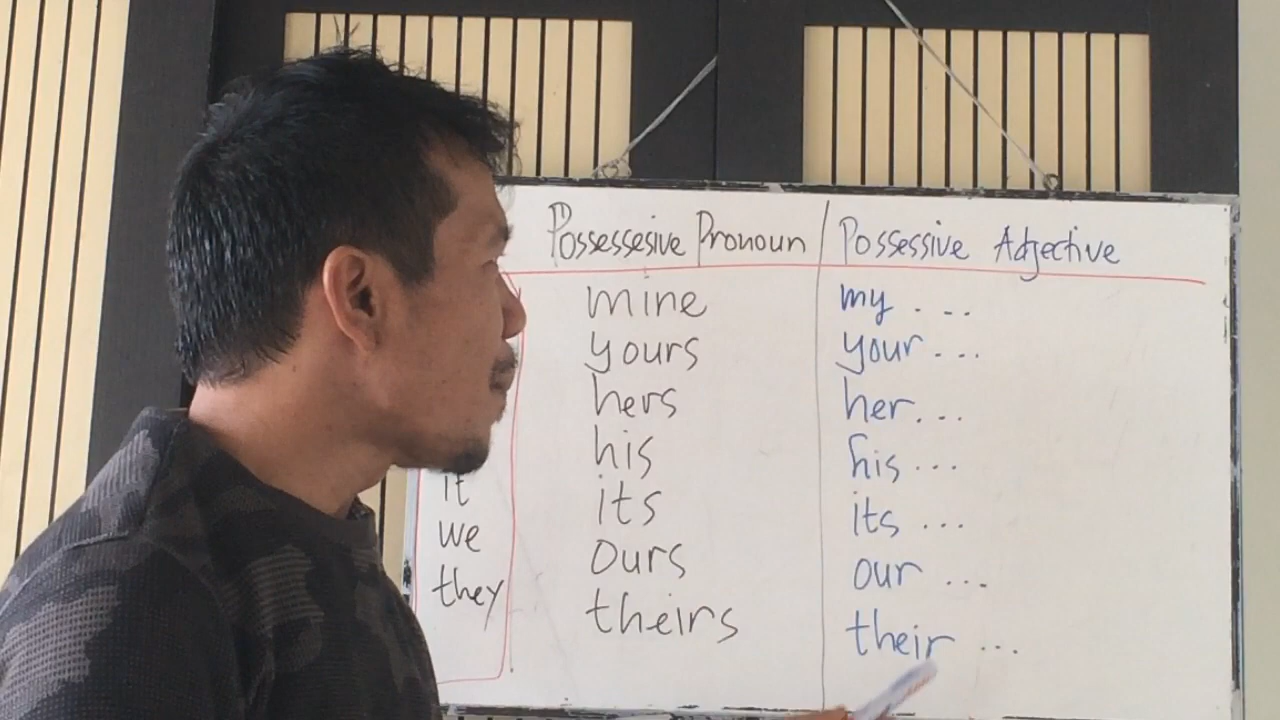 Possessesive Pronoun Possessive Adjective
mine my ...
yours your ...
hers her...
his his ...
it its its ...
we ours our ...
they theirs their ...